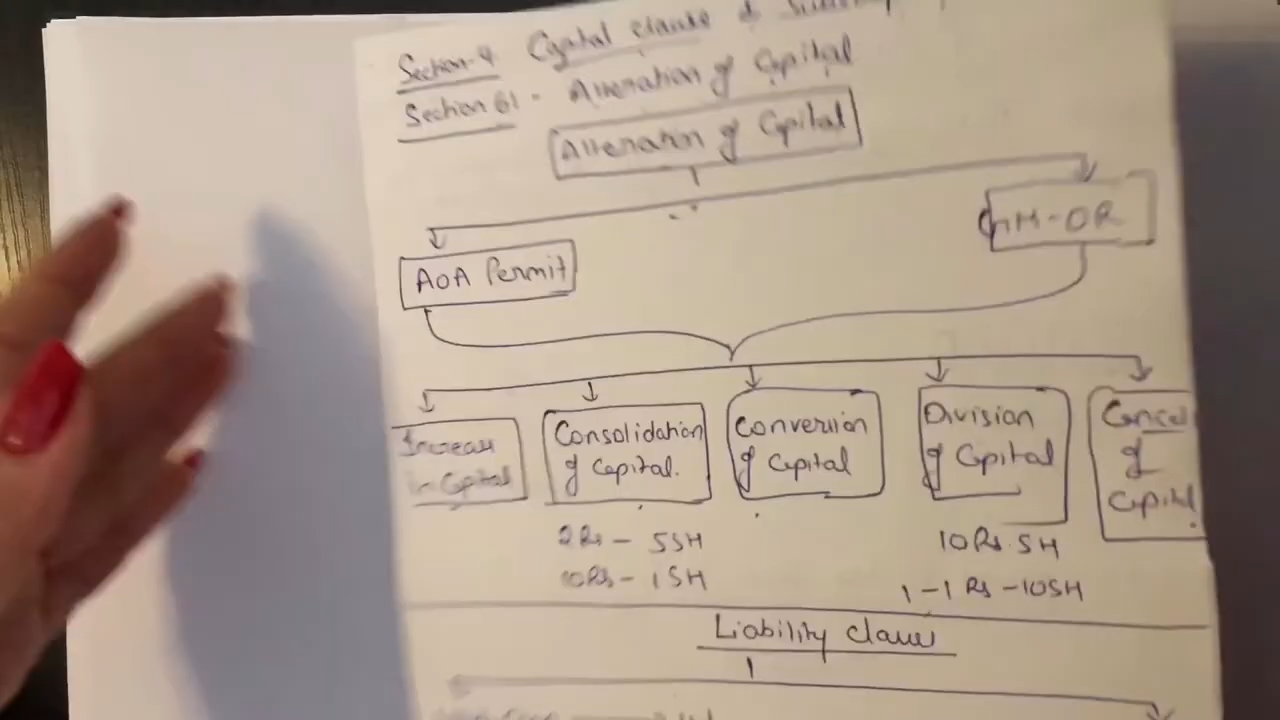 Section-4 Capital clause &
Section 61 - Alteration of Capital
Alteration of Capital
AOA Permit
GM-OR
Increase in Capital
Consolidation of Capital.
Conversion of Capital
Division of Capital
Cancel of Capital
2Rs - 5SH
10Rs - 1SH
10Rs. SH
1-1 Rs - 10SH
Liability clause